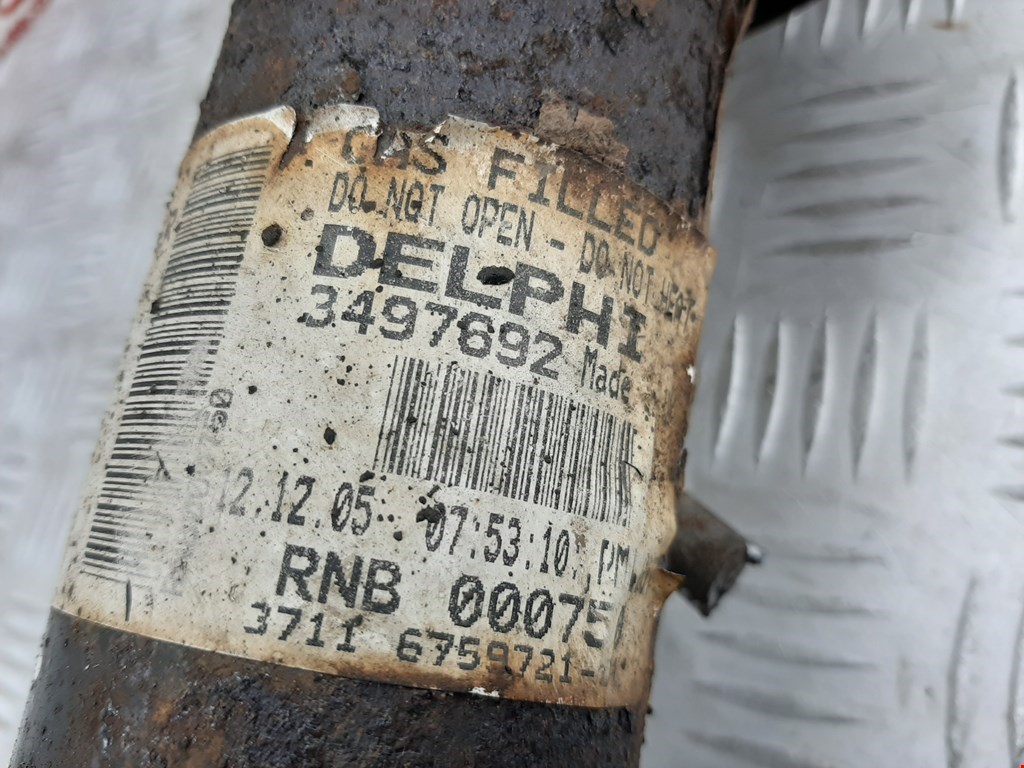 GAS FILLED
DO NOT OPEN - DO NOT HEAT
DELPHI
3497692 Made
12.12.05 07:53:10 PM
RNB 00075
3711 6759721-